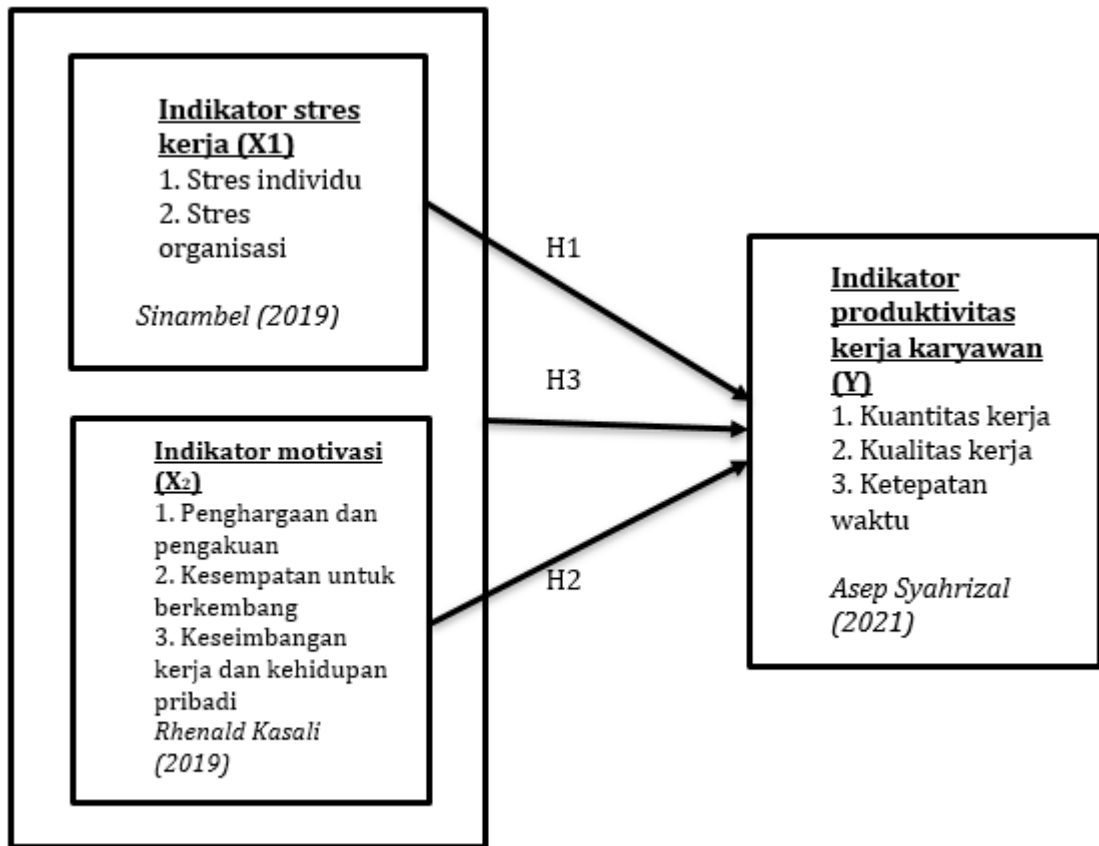 Indikator stres
kerja (X1)
1. Stres individu
2. Stres
organisasi
Sinambel (2019)
Indikator motivasi
(X₂)
1. Penghargaan dan
pengakuan
2. Kesempatan untuk
berkembang
3. Keseimbangan
kerja dan kehidupan
pribadi
Rhenald Kasali
(2019)
H1
H3
H2
Indikator
produktivitas
kerja karyawan
(Y)
1. Kuantitas kerja
2. Kualitas kerja
3. Ketepatan
waktu
Asep Syahrizal
(2021)